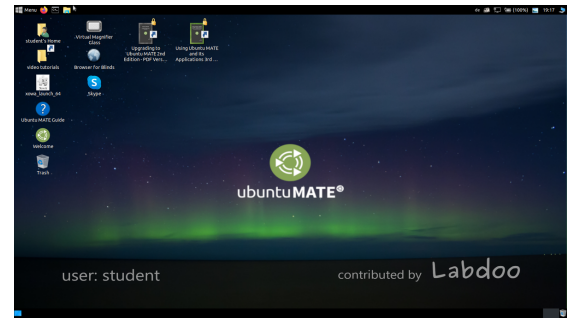 Menu
(100%)
19:17
student's Home
Virtual Magnifier
Glass
Upgrading to
Ubuntu MATE 2nd
Edition - PDF Vers...
Using Ubuntu MATE
and Its
Applications 3rd ...
video tutorials
Browser for Blinds
xowa_launch_64
Skype
Ubuntu MATE Guide
Welcome
Trash
ubuntu MATE
user: student
contributed by Labdoo